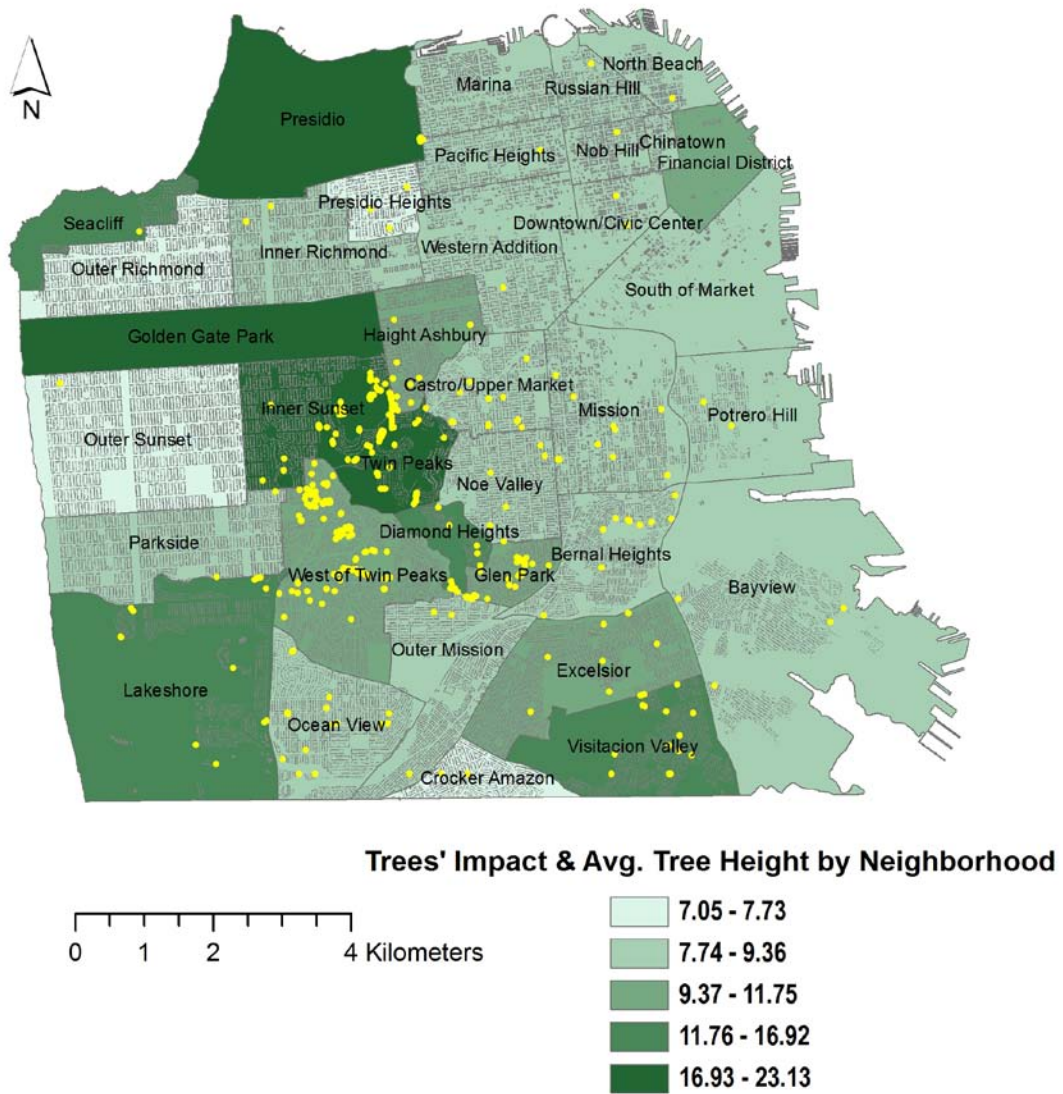 North Beach
Marina
Russian Hill
N
Presidio
Chinatown
Nob Hill
Pacific Heights
Financial District
Presidio Heights
Seacliff
Downtown/Civic Center
Western Addition
Inner Richmond
Outer Richmond
South of Market
Golden Gate Park
Haight Ashbury
Castro/Upper Market
Inner Sunset
Mission
Potrero Hill
Outer Sunset
Twin Peaks
Noe Valley
Diamond Heights
Parkside
Bernal Heights
West of Twin Peaks
Glen Park
Bayview
Outer Mission
Excelsior
Lakeshore
Ocean View
Visitacion Valley
Crocker Amazon
Trees' Impact & Avg. Tree Height by Neighborhood
7.05 - 7.73
7.74 - 9.36
9.37 - 11.75
11.76 - 16.92
16.93 - 23.13
0 1 2 4 Kilometers